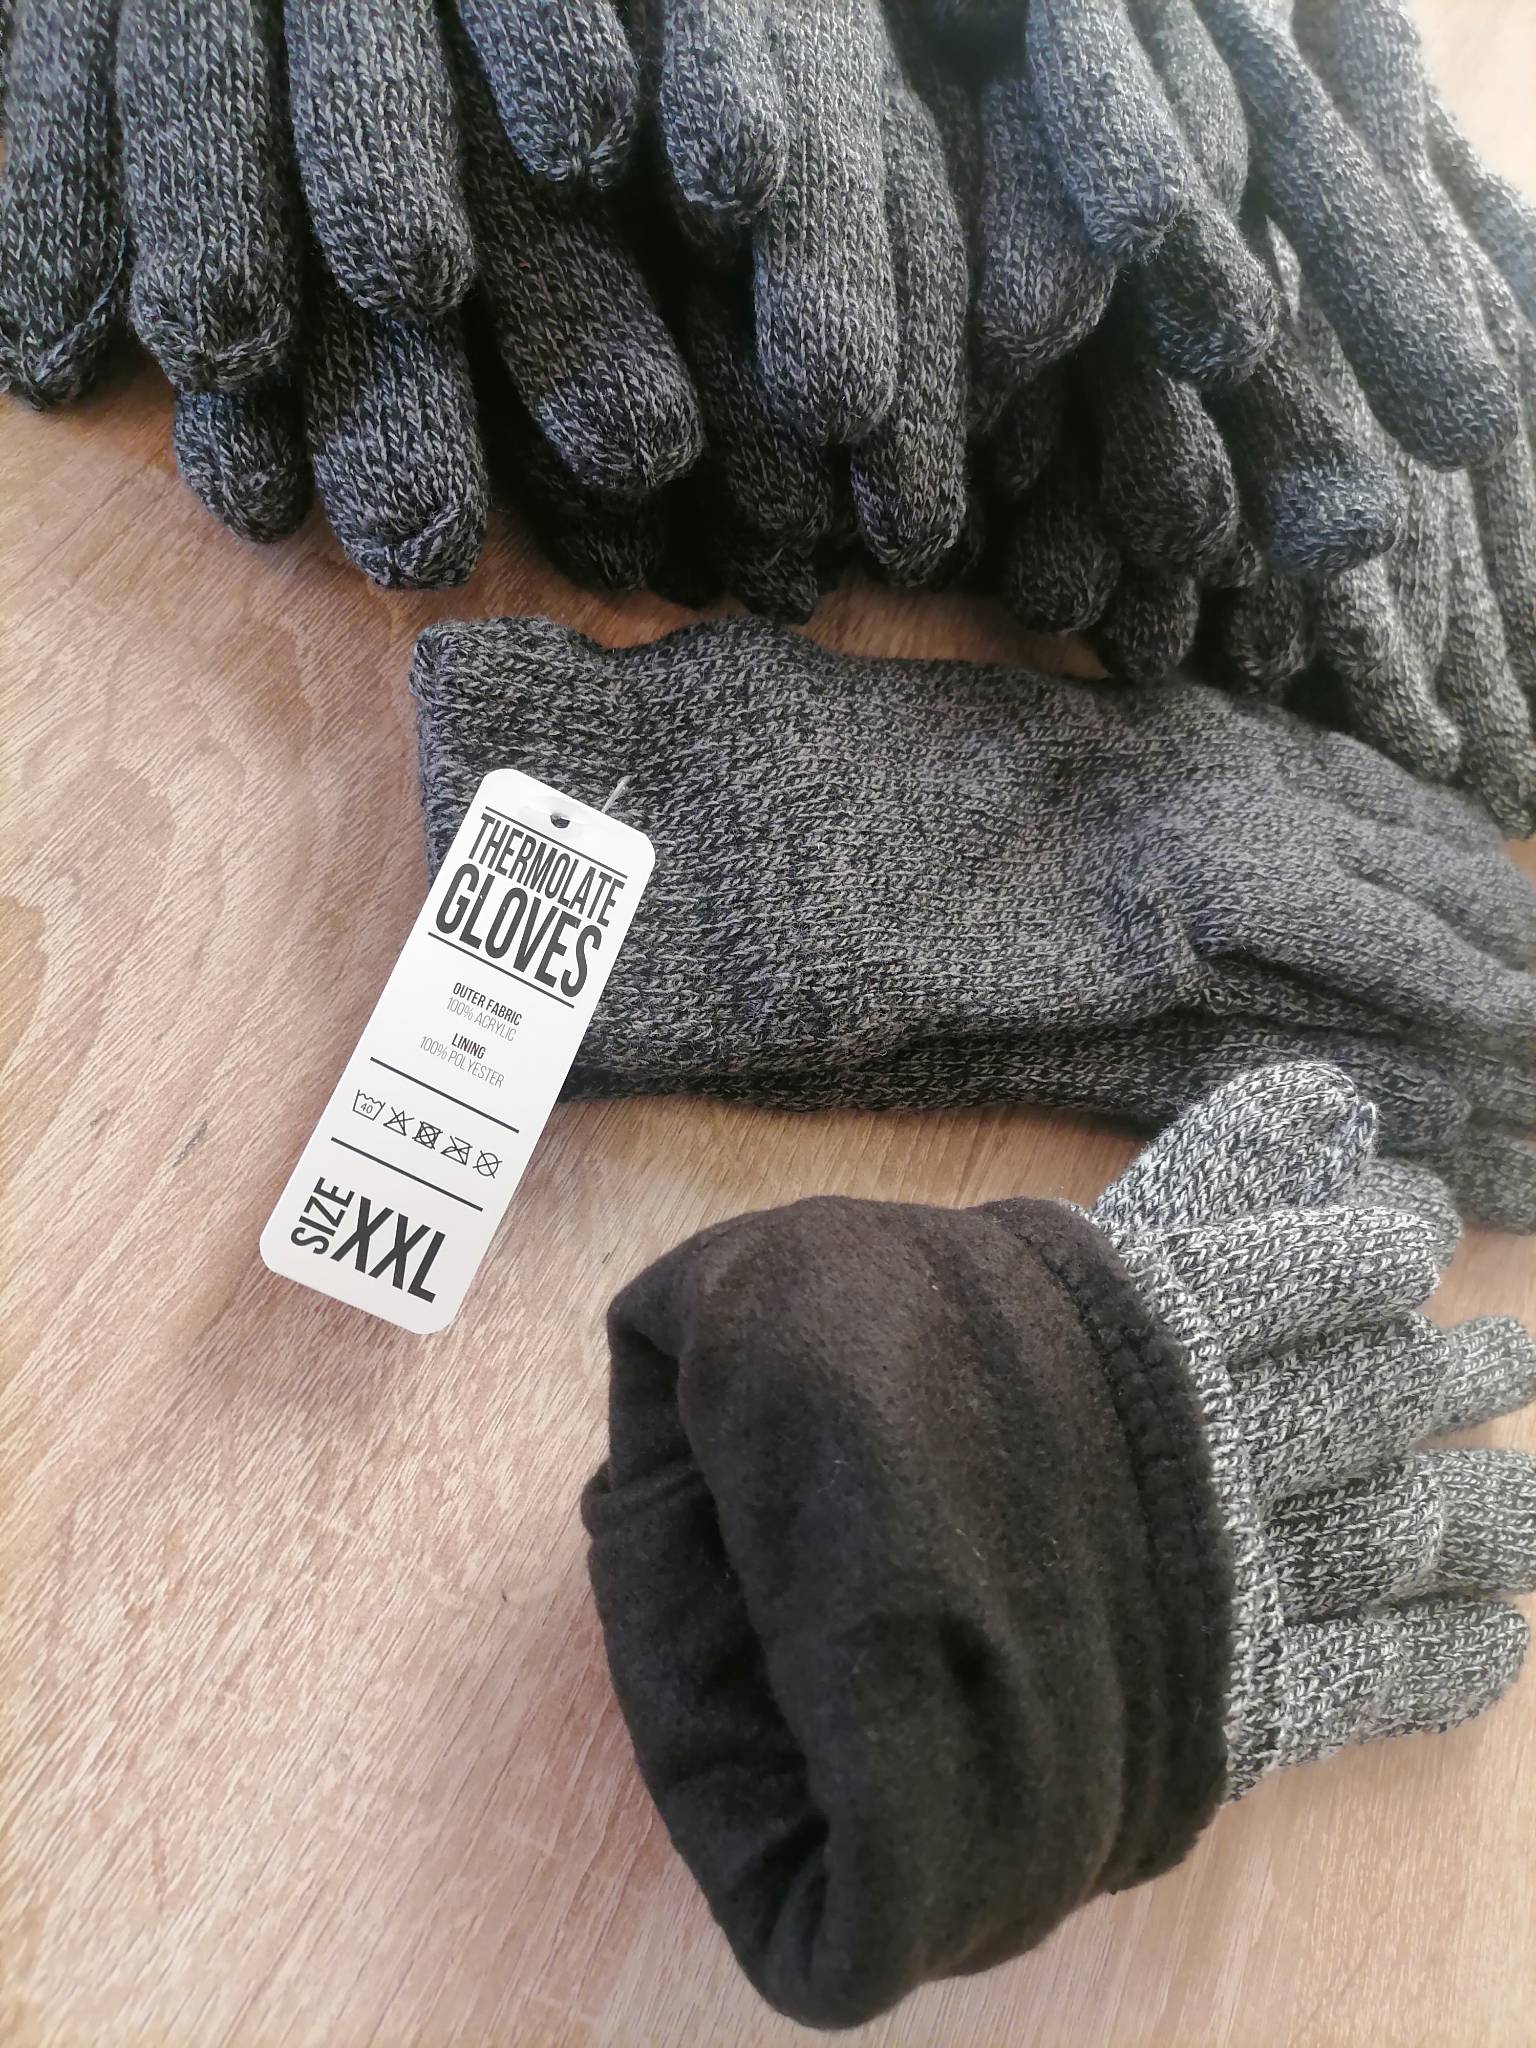 THERMOLATE
GLOVES
OUTER FABRIC
100% ACRYLIC
LINING
100% POLYESTER
40
SIZE XXL